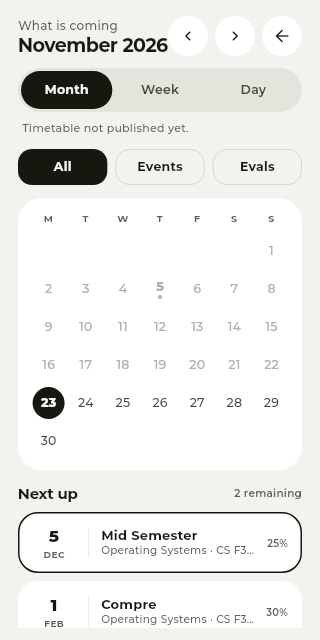 What is coming
November 2026
Month Week Day
Timetable not published yet.
All Events Evals
M T W T F S S
1
2 3 4 5 6 7 8
9 10 11 12 13 14 15
16 17 18 19 20 21 22
23 24 25 26 27 28 29
30
Next up 2 remaining
5 DEC
Mid Semester
Operating Systems · CS F3...
25%
1 FEB
Compre
Operating Systems · CS F3...
30%